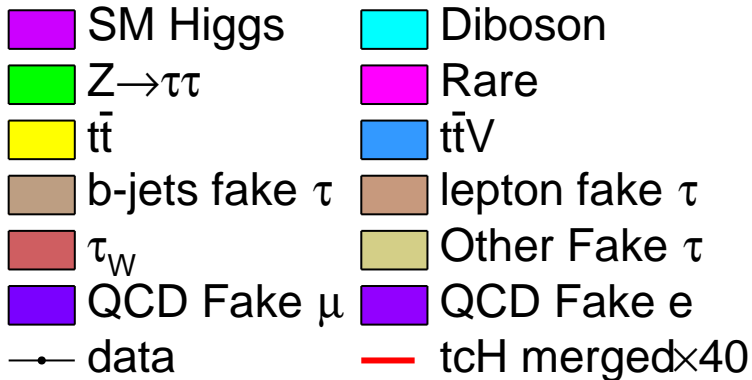 SM Higgs Diboson
Z→ττ Rare
tt̄ tt̄V
b-jets fake τ lepton fake τ
τ_W Other Fake τ
QCD Fake μ QCD Fake e
data tcH merged×40